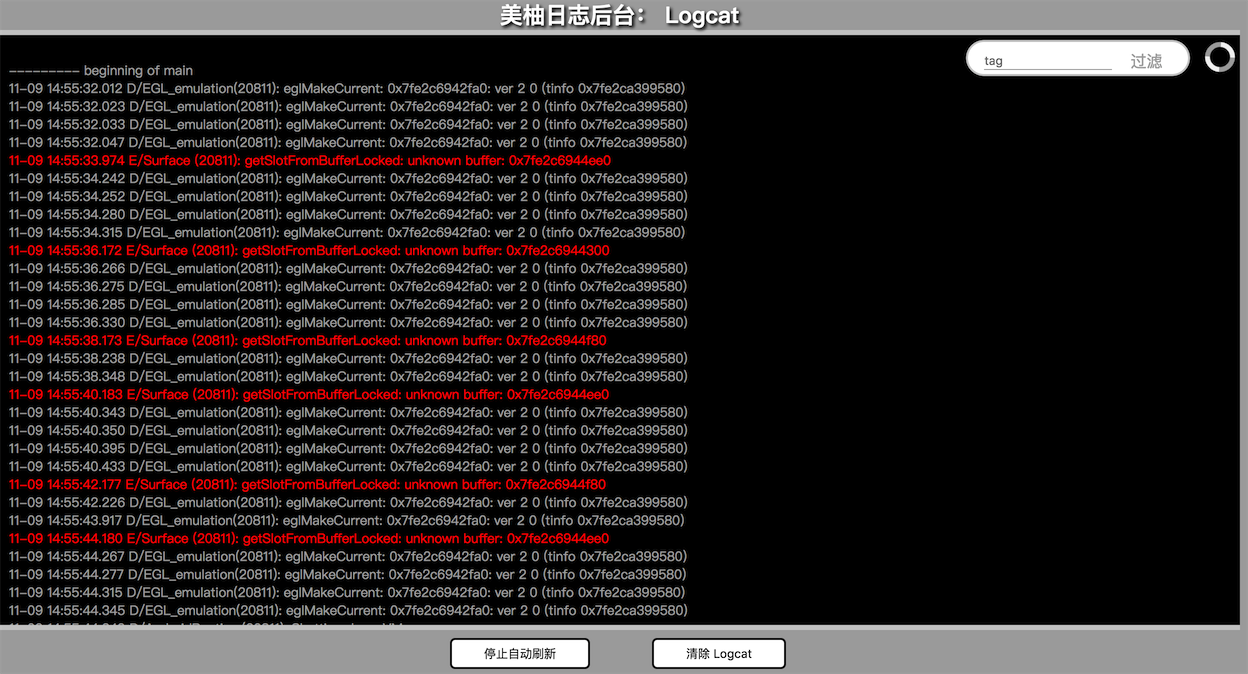 美柚日志后台： Logcat
tag 过滤
--------- beginning of main
11-09 14:55:32.012 D/EGL_emulation(20811): eglMakeCurrent: 0x7fe2c6942fa0: ver 2 0 (tinfo 0x7fe2ca399580)
11-09 14:55:32.023 D/EGL_emulation(20811): eglMakeCurrent: 0x7fe2c6942fa0: ver 2 0 (tinfo 0x7fe2ca399580)
11-09 14:55:32.033 D/EGL_emulation(20811): eglMakeCurrent: 0x7fe2c6942fa0: ver 2 0 (tinfo 0x7fe2ca399580)
11-09 14:55:32.047 D/EGL_emulation(20811): eglMakeCurrent: 0x7fe2c6942fa0: ver 2 0 (tinfo 0x7fe2ca399580)
11-09 14:55:33.974 E/Surface (20811): getSlotFromBufferLocked: unknown buffer: 0x7fe2c6944ee0
11-09 14:55:34.242 D/EGL_emulation(20811): eglMakeCurrent: 0x7fe2c6942fa0: ver 2 0 (tinfo 0x7fe2ca399580)
11-09 14:55:34.252 D/EGL_emulation(20811): eglMakeCurrent: 0x7fe2c6942fa0: ver 2 0 (tinfo 0x7fe2ca399580)
11-09 14:55:34.280 D/EGL_emulation(20811): eglMakeCurrent: 0x7fe2c6942fa0: ver 2 0 (tinfo 0x7fe2ca399580)
11-09 14:55:34.315 D/EGL_emulation(20811): eglMakeCurrent: 0x7fe2c6942fa0: ver 2 0 (tinfo 0x7fe2ca399580)
11-09 14:55:36.172 E/Surface (20811): getSlotFromBufferLocked: unknown buffer: 0x7fe2c6944300
11-09 14:55:36.266 D/EGL_emulation(20811): eglMakeCurrent: 0x7fe2c6942fa0: ver 2 0 (tinfo 0x7fe2ca399580)
11-09 14:55:36.275 D/EGL_emulation(20811): eglMakeCurrent: 0x7fe2c6942fa0: ver 2 0 (tinfo 0x7fe2ca399580)
11-09 14:55:36.285 D/EGL_emulation(20811): eglMakeCurrent: 0x7fe2c6942fa0: ver 2 0 (tinfo 0x7fe2ca399580)
11-09 14:55:36.330 D/EGL_emulation(20811): eglMakeCurrent: 0x7fe2c6942fa0: ver 2 0 (tinfo 0x7fe2ca399580)
11-09 14:55:38.173 E/Surface (20811): getSlotFromBufferLocked: unknown buffer: 0x7fe2c6944f80
11-09 14:55:38.238 D/EGL_emulation(20811): eglMakeCurrent: 0x7fe2c6942fa0: ver 2 0 (tinfo 0x7fe2ca399580)
11-09 14:55:38.348 D/EGL_emulation(20811): eglMakeCurrent: 0x7fe2c6942fa0: ver 2 0 (tinfo 0x7fe2ca399580)
11-09 14:55:40.183 E/Surface (20811): getSlotFromBufferLocked: unknown buffer: 0x7fe2c6944ee0
11-09 14:55:40.343 D/EGL_emulation(20811): eglMakeCurrent: 0x7fe2c6942fa0: ver 2 0 (tinfo 0x7fe2ca399580)
11-09 14:55:40.350 D/EGL_emulation(20811): eglMakeCurrent: 0x7fe2c6942fa0: ver 2 0 (tinfo 0x7fe2ca399580)
11-09 14:55:40.395 D/EGL_emulation(20811): eglMakeCurrent: 0x7fe2c6942fa0: ver 2 0 (tinfo 0x7fe2ca399580)
11-09 14:55:40.433 D/EGL_emulation(20811): eglMakeCurrent: 0x7fe2c6942fa0: ver 2 0 (tinfo 0x7fe2ca399580)
11-09 14:55:42.177 E/Surface (20811): getSlotFromBufferLocked: unknown buffer: 0x7fe2c6944f80
11-09 14:55:42.226 D/EGL_emulation(20811): eglMakeCurrent: 0x7fe2c6942fa0: ver 2 0 (tinfo 0x7fe2ca399580)
11-09 14:55:43.917 D/EGL_emulation(20811): eglMakeCurrent: 0x7fe2c6942fa0: ver 2 0 (tinfo 0x7fe2ca399580)
11-09 14:55:44.180 E/Surface (20811): getSlotFromBufferLocked: unknown buffer: 0x7fe2c6944ee0
11-09 14:55:44.267 D/EGL_emulation(20811): eglMakeCurrent: 0x7fe2c6942fa0: ver 2 0 (tinfo 0x7fe2ca399580)
11-09 14:55:44.277 D/EGL_emulation(20811): eglMakeCurrent: 0x7fe2c6942fa0: ver 2 0 (tinfo 0x7fe2ca399580)
11-09 14:55:44.315 D/EGL_emulation(20811): eglMakeCurrent: 0x7fe2c6942fa0: ver 2 0 (tinfo 0x7fe2ca399580)
11-09 14:55:44.345 D/EGL_emulation(20811): eglMakeCurrent: 0x7fe2c6942fa0: ver 2 0 (tinfo 0x7fe2ca399580)
停止自动刷新
清除 Logcat